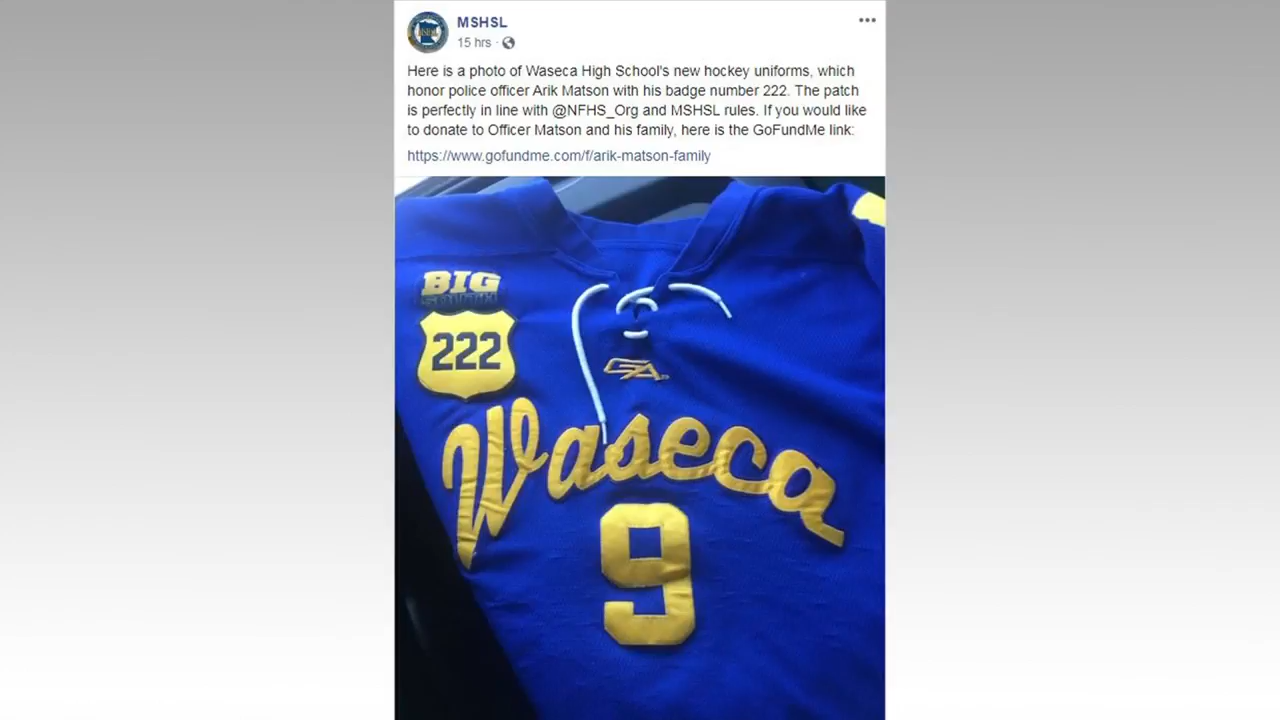 MSHSL
15 hrs ·
Here is a photo of Waseca High School's new hockey uniforms, which
honor police officer Arik Matson with his badge number 222. The patch
is perfectly in line with @NFHS_Org and MSHSL rules. If you would like
to donate to Officer Matson and his family, here is the GoFundMe link:
https://www.gofundme.com/f/arik-matson-family
BIG
SOUTH
222
GA
Waseca
9